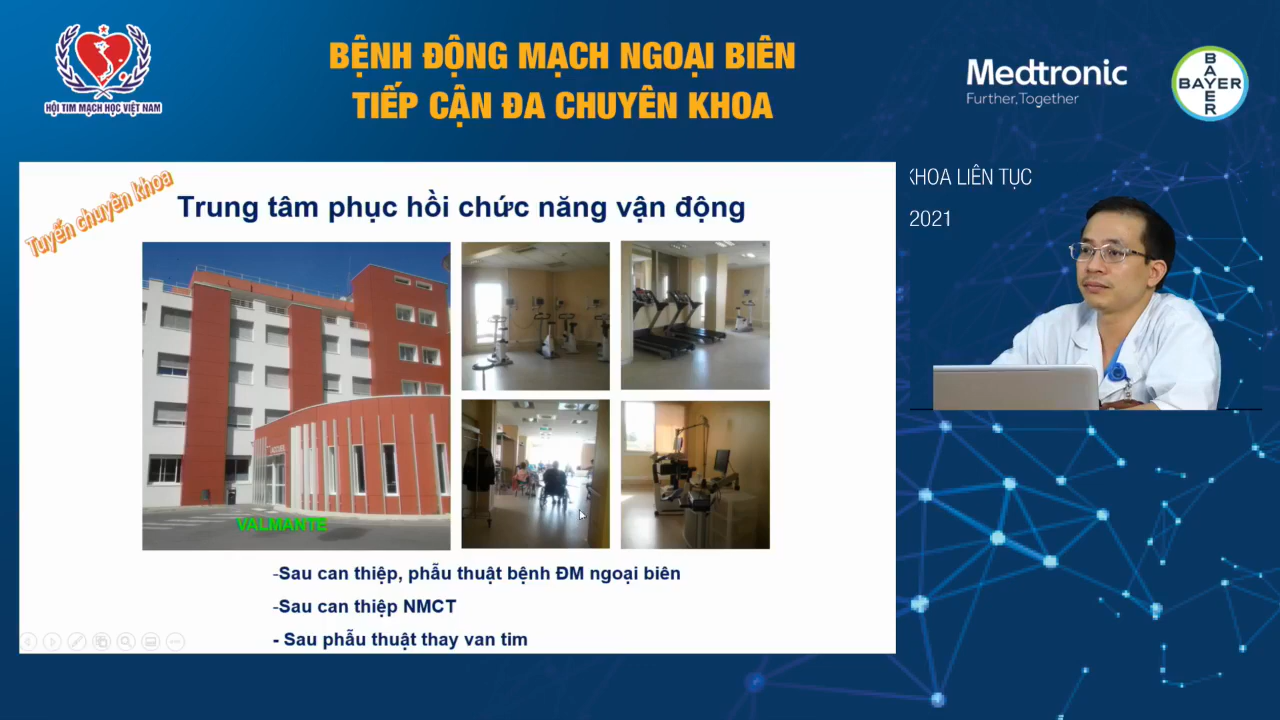 HỘI TIM MẠCH HỌC VIỆT NAM
BỆNH ĐỘNG MẠCH NGOẠI BIÊN
TIẾP CẬN ĐA CHUYÊN KHOA
Medtronic
Further, Together
BAYER
BAYER
KHOA LIÊN TỤC
2021
Tuyến chuyên khoa
Trung tâm phục hồi chức năng vận động
VALMANTE
-Sau can thiệp, phẫu thuật bệnh ĐM ngoại biên
-Sau can thiệp NMCT
- Sau phẫu thuật thay van tim